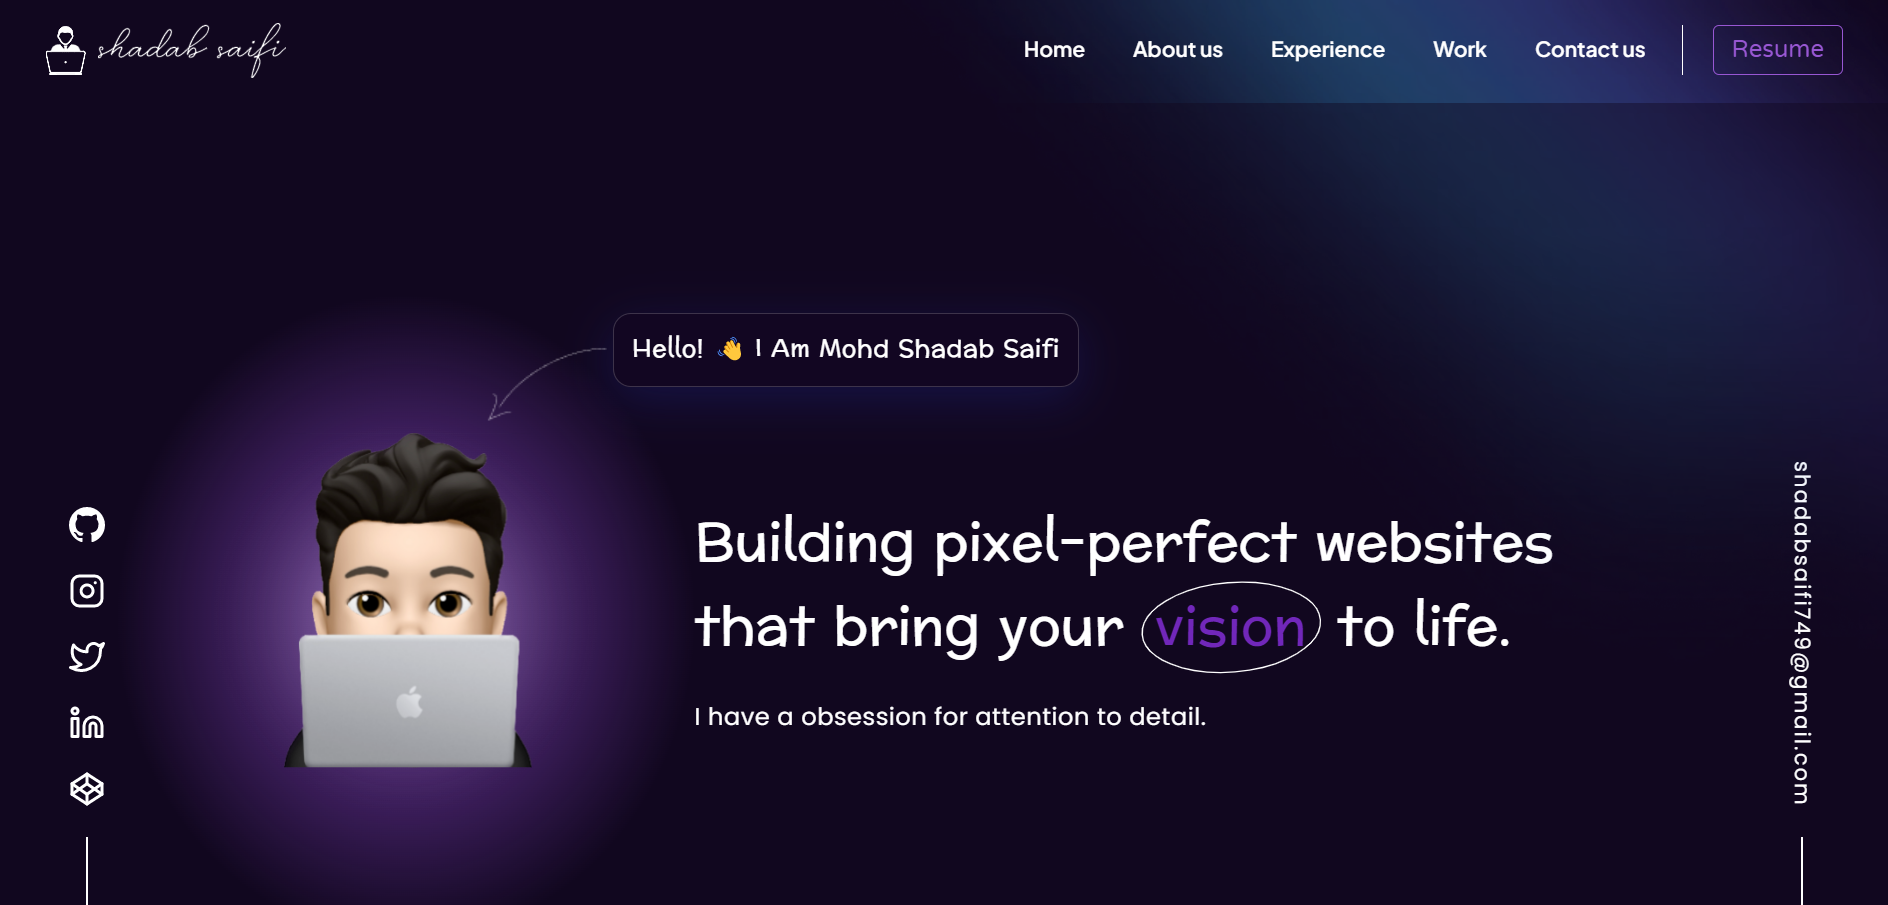 shadab saifi
Home About us Experience Work Contact us Resume
Hello! 👋 I Am Mohd Shadab Saifi
Building pixel-perfect websites
that bring your vision to life.
I have a obsession for attention to detail.
shadabsaifi749@gmail.com